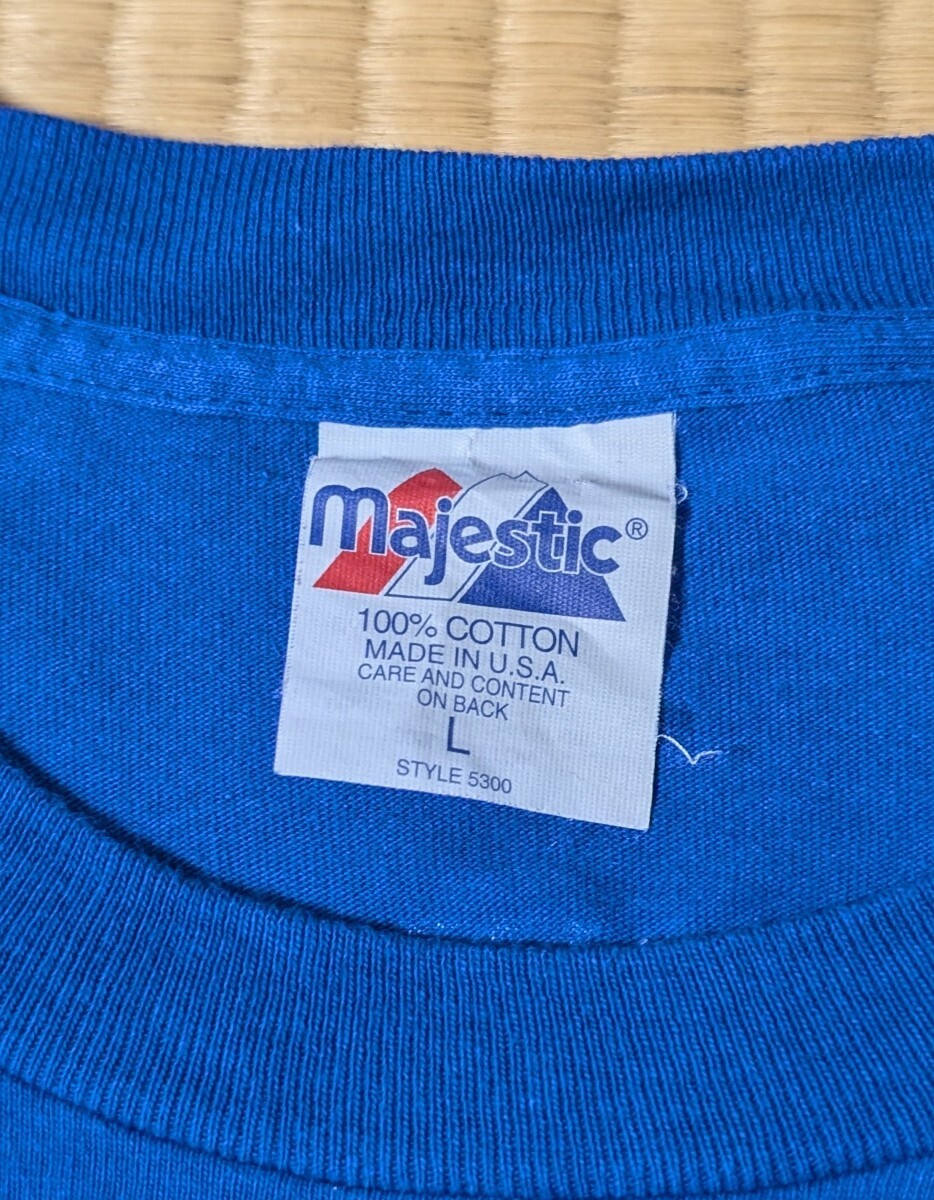 majestic®
100% COTTON
MADE IN U.S.A.
CARE AND CONTENT
ON BACK
L
STYLE 5300